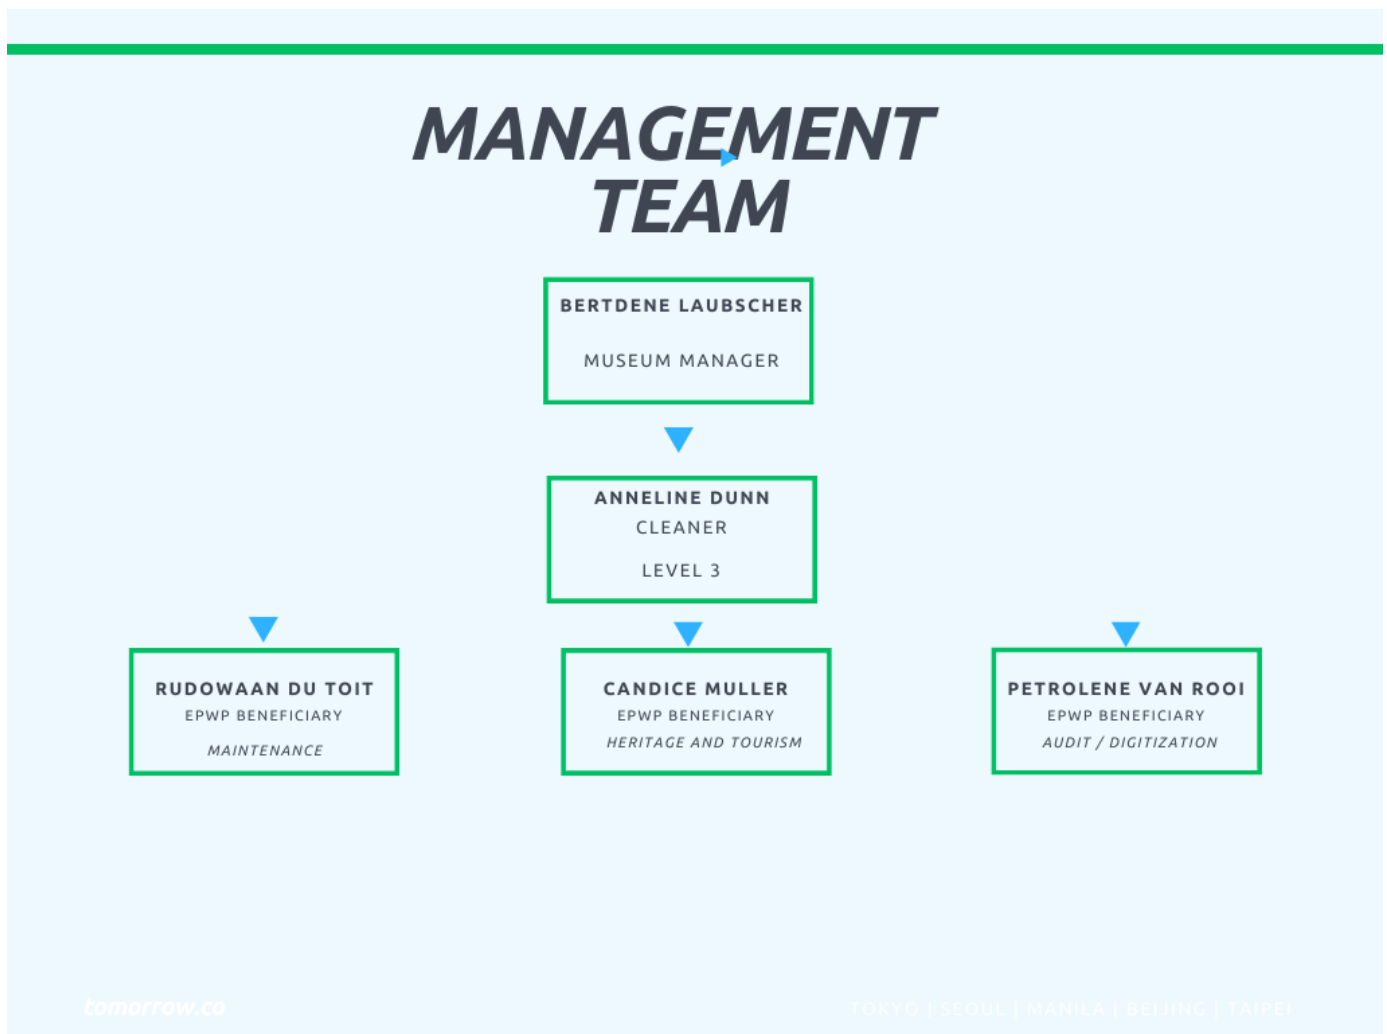 MANAGEMENT
TEAM
BERTDENE LAUBSCHER
MUSEUM MANAGER
ANNELINE DUNN
CLEANER
LEVEL 3
RUDOWAAN DU TOIT
EPWP BENEFICIARY
MAINTENANCE
CANDICE MULLER
EPWP BENEFICIARY
HERITAGE AND TOURISM
PETROLENE VAN ROOI
EPWP BENEFICIARY
AUDIT / DIGITIZATION
tomorrow.co
TOKYO | SEOUL | MANILA | BEIJING | TAIPEI